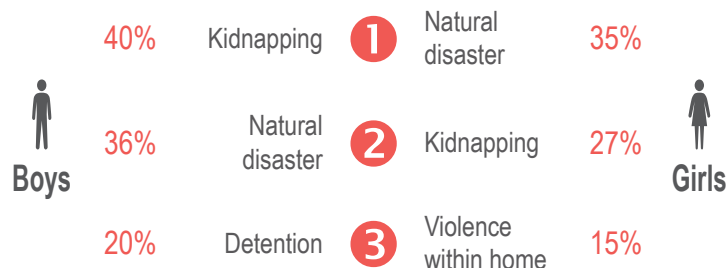 40% Kidnapping 1 Natural disaster 35%
Boys 36% Natural disaster 2 Kidnapping 27% Girls
20% Detention 3 Violence within home 15%